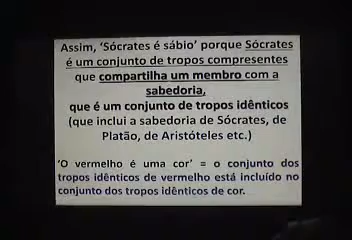 Assim, ‘Sócrates é sábio’ porque Sócrates
é um conjunto de tropos compresentes
que compartilha um membro com a
sabedoria,
que é um conjunto de tropos idênticos
(que inclui a sabedoria de Sócrates, de
Platão, de Aristóteles etc.)
‘O vermelho é uma cor’ = o conjunto dos
tropos idênticos de vermelho está incluído no
conjunto dos tropos idênticos de cor.